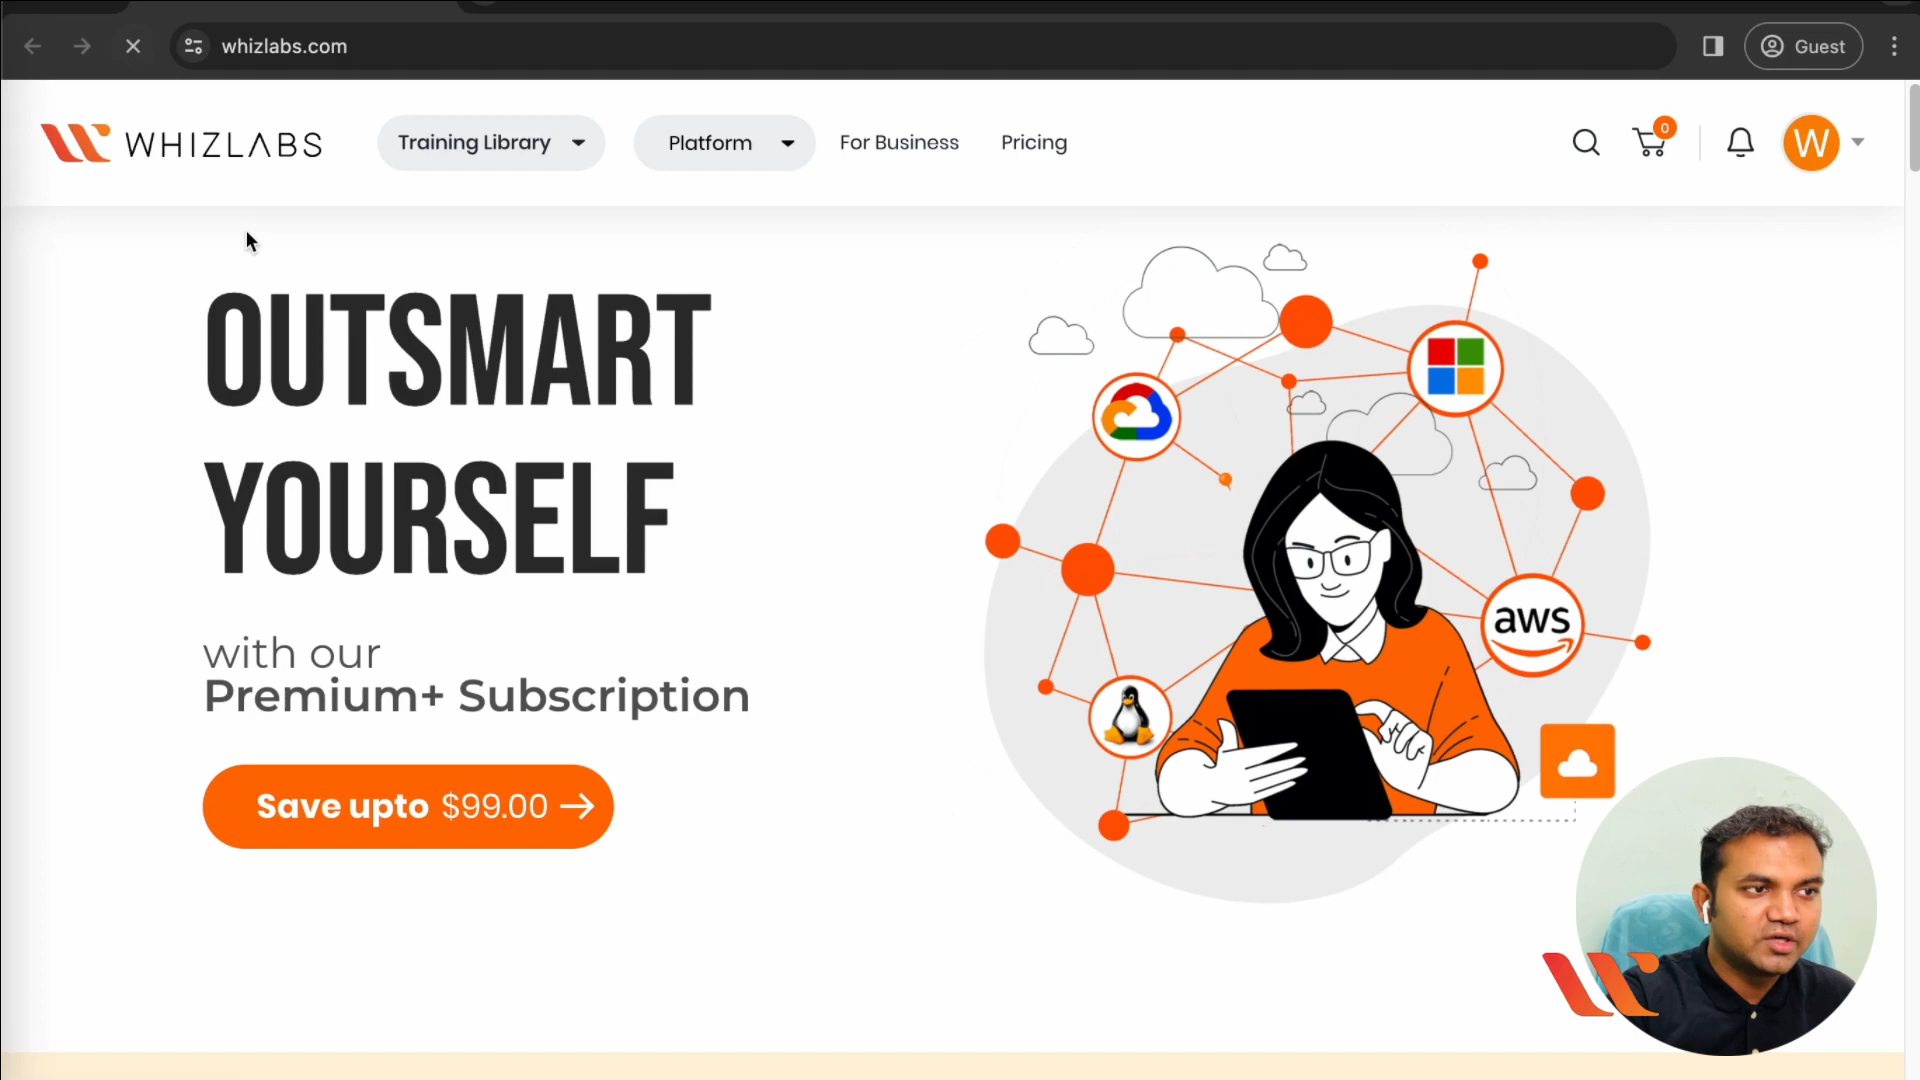 whizlabs.com
Guest
WHIZLABS
Training Library
Platform
For Business
Pricing
0
W
OUTSMART
YOURSELF
with our
Premium+ Subscription
Save upto $99.00
aws